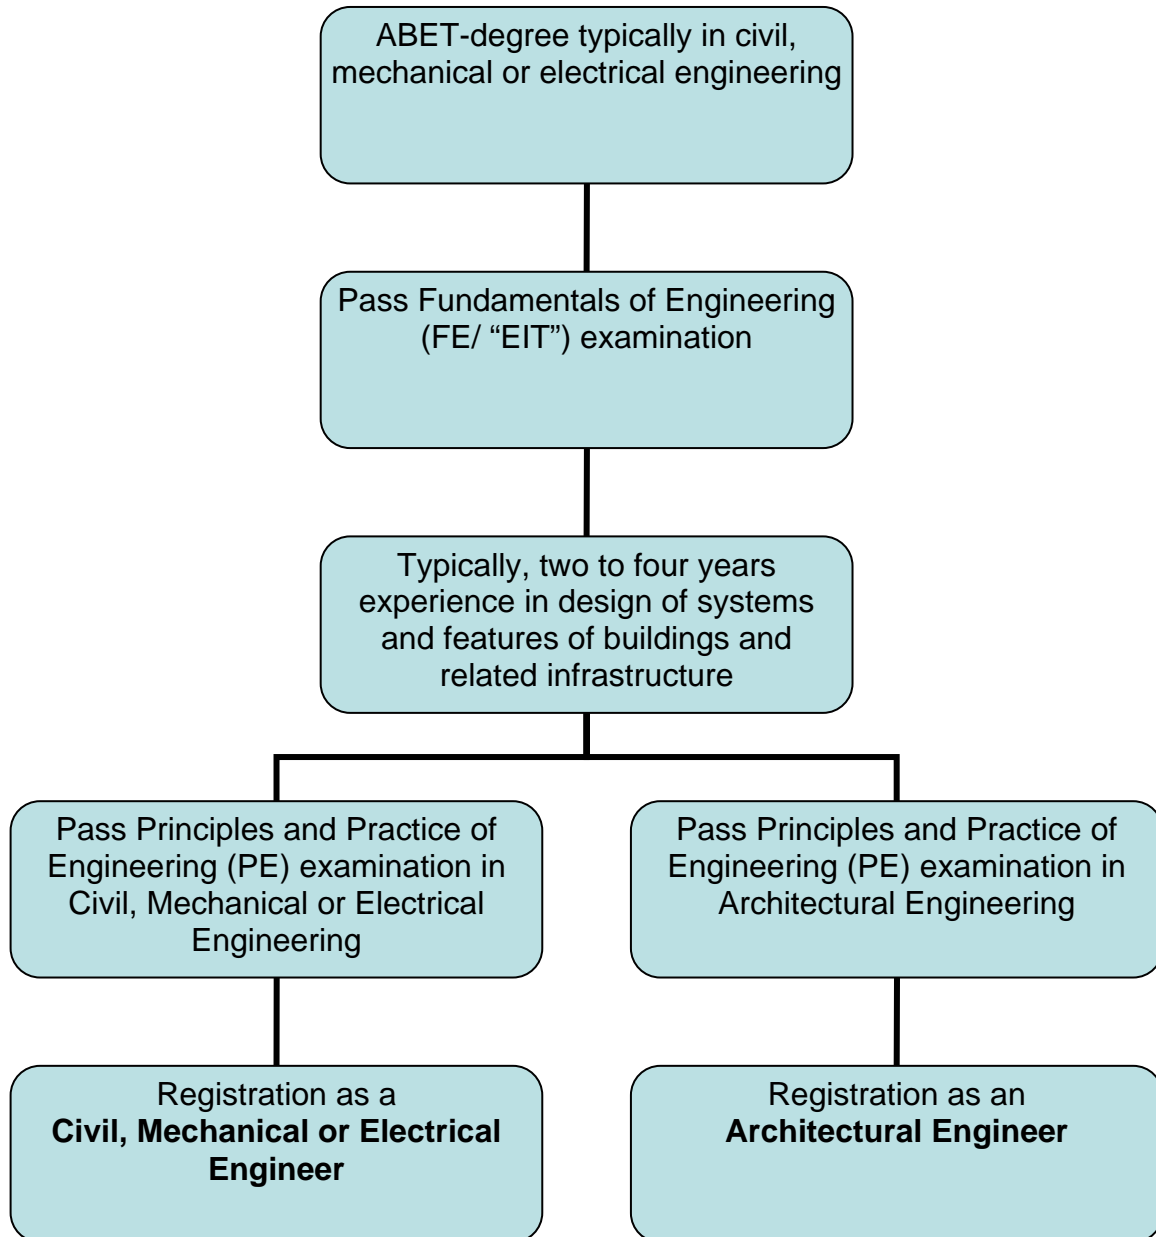 ABET-degree typically in civil,
mechanical or electrical engineering
Pass Fundamentals of Engineering
(FE/ “EIT”) examination
Typically, two to four years
experience in design of systems
and features of buildings and
related infrastructure
Pass Principles and Practice of
Engineering (PE) examination in
Civil, Mechanical or Electrical
Engineering
Pass Principles and Practice of
Engineering (PE) examination in
Architectural Engineering
Registration as a
Civil, Mechanical or Electrical
Engineer
Registration as an
Architectural Engineer